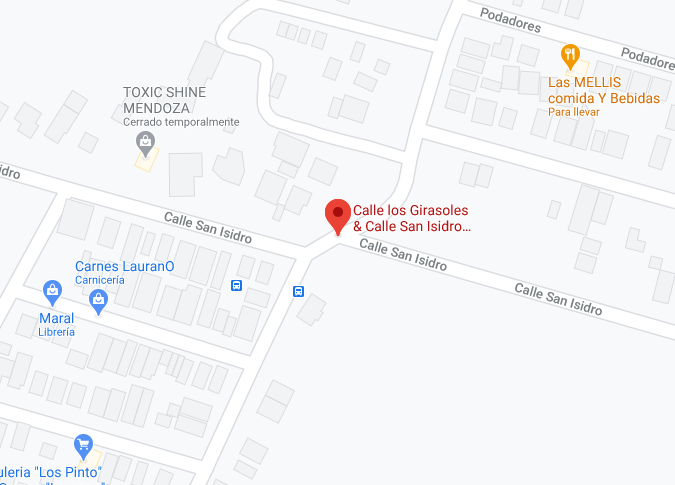 Podadores
Podadore
Las MELLIS
comida Y Bebidas
Para llevar
TOXIC SHINE
MENDOZA
Cerrado temporalmente
idro
Calle San Isidro
Calle los Girasoles
& Calle San Isidro...
Calle San Isidro
Calle San Isidro
Carnes LauranO
Carnicería
Maral
Librería
uleria "Los Pinto"